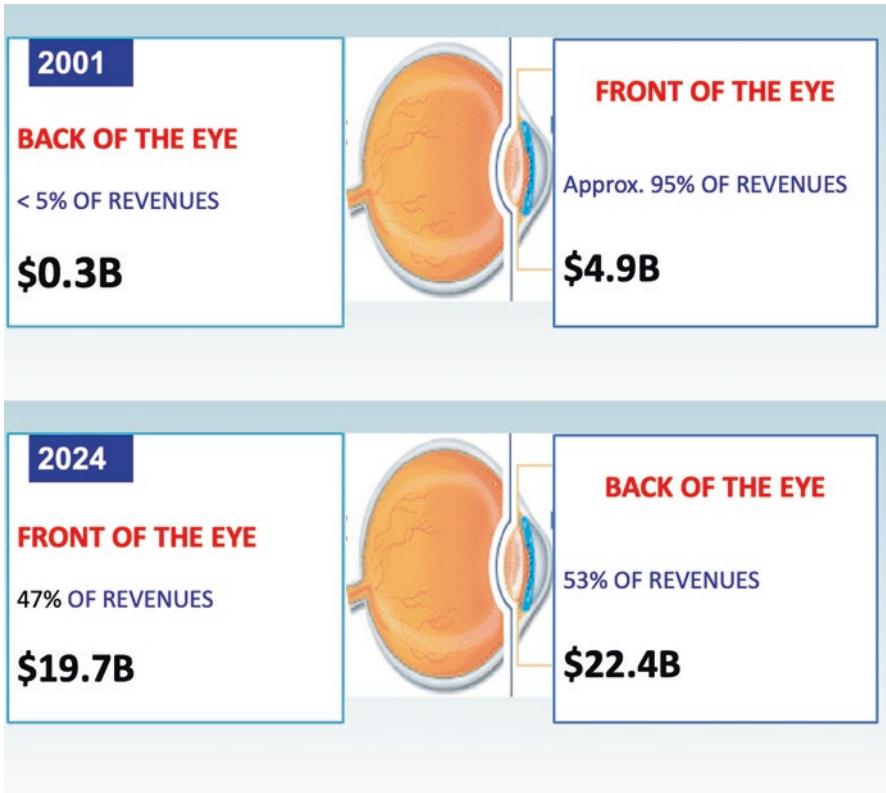 2001
BACK OF THE EYE
< 5% OF REVENUES
$0.3B
FRONT OF THE EYE
Approx. 95% OF REVENUES
$4.9B
2024
FRONT OF THE EYE
47% OF REVENUES
$19.7B
BACK OF THE EYE
53% OF REVENUES
$22.4B